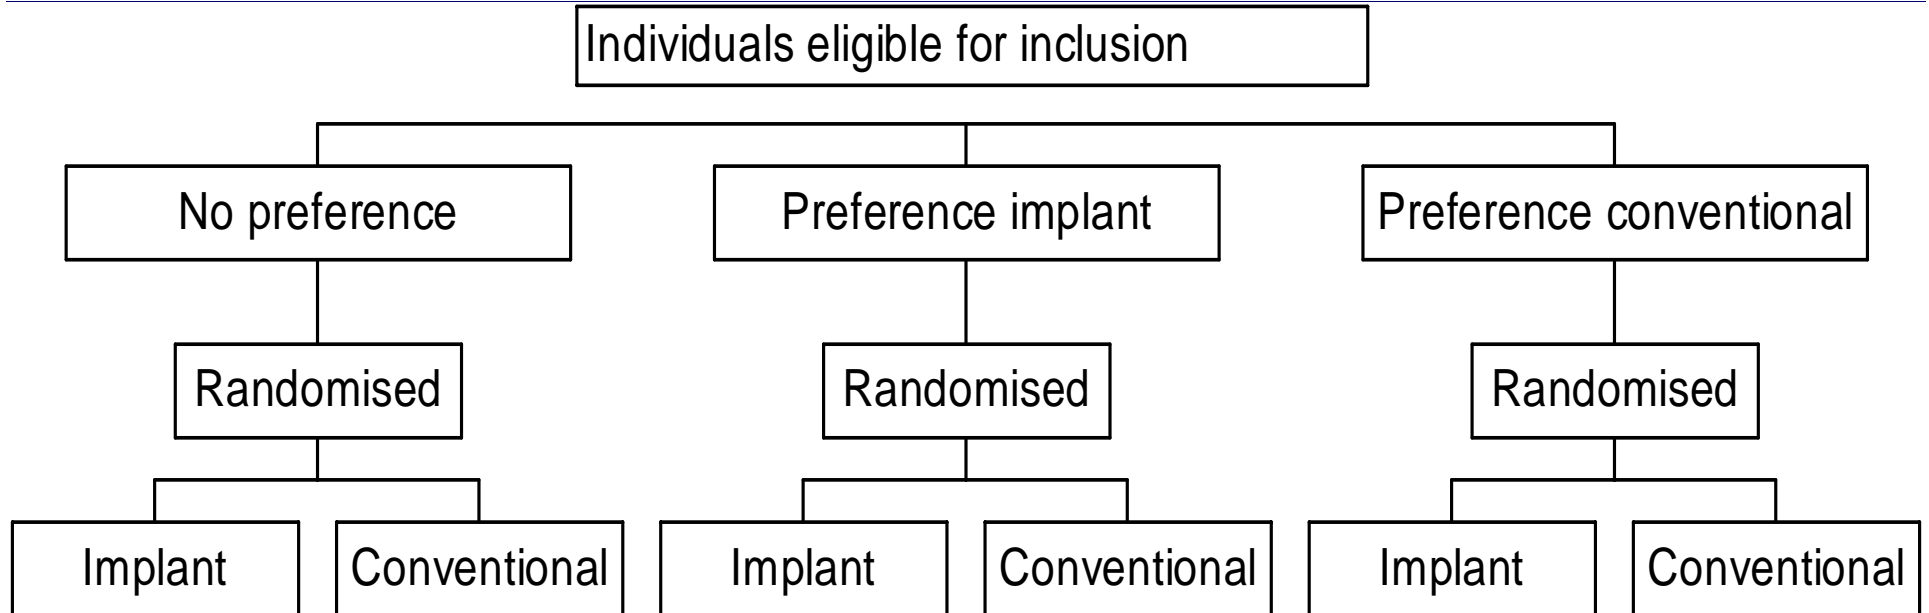 Individuals eligible for inclusion
No preference
Preference implant
Preference conventional
Randomised
Randomised
Randomised
Implant
Conventional
Implant
Conventional
Implant
Conventional